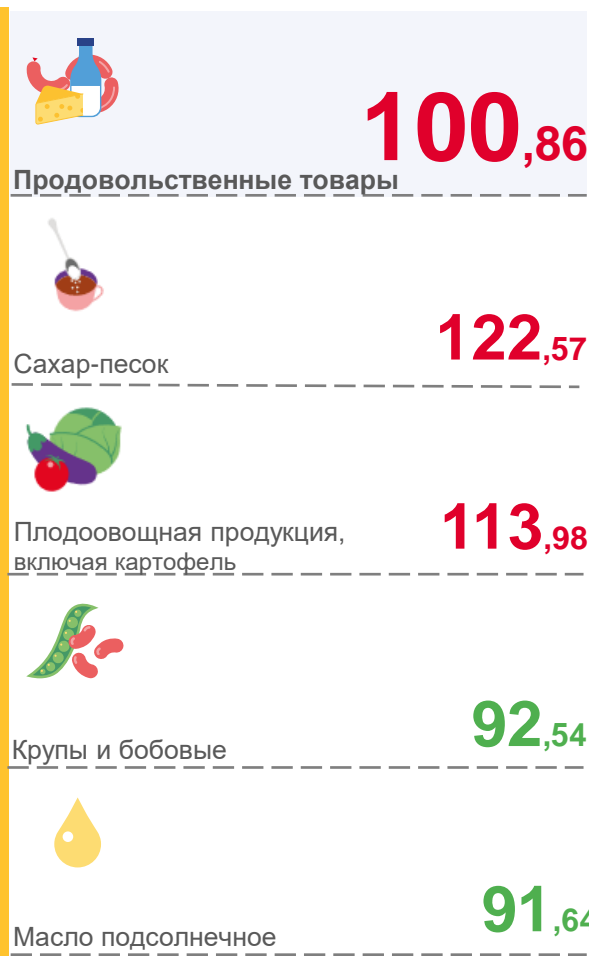 100,86
Продовольственные товары
122,57
Сахар-песок
113,98
Плодоовощная продукция,
включая картофель
92,54
Крупы и бобовые
91,64
Масло подсолнечное